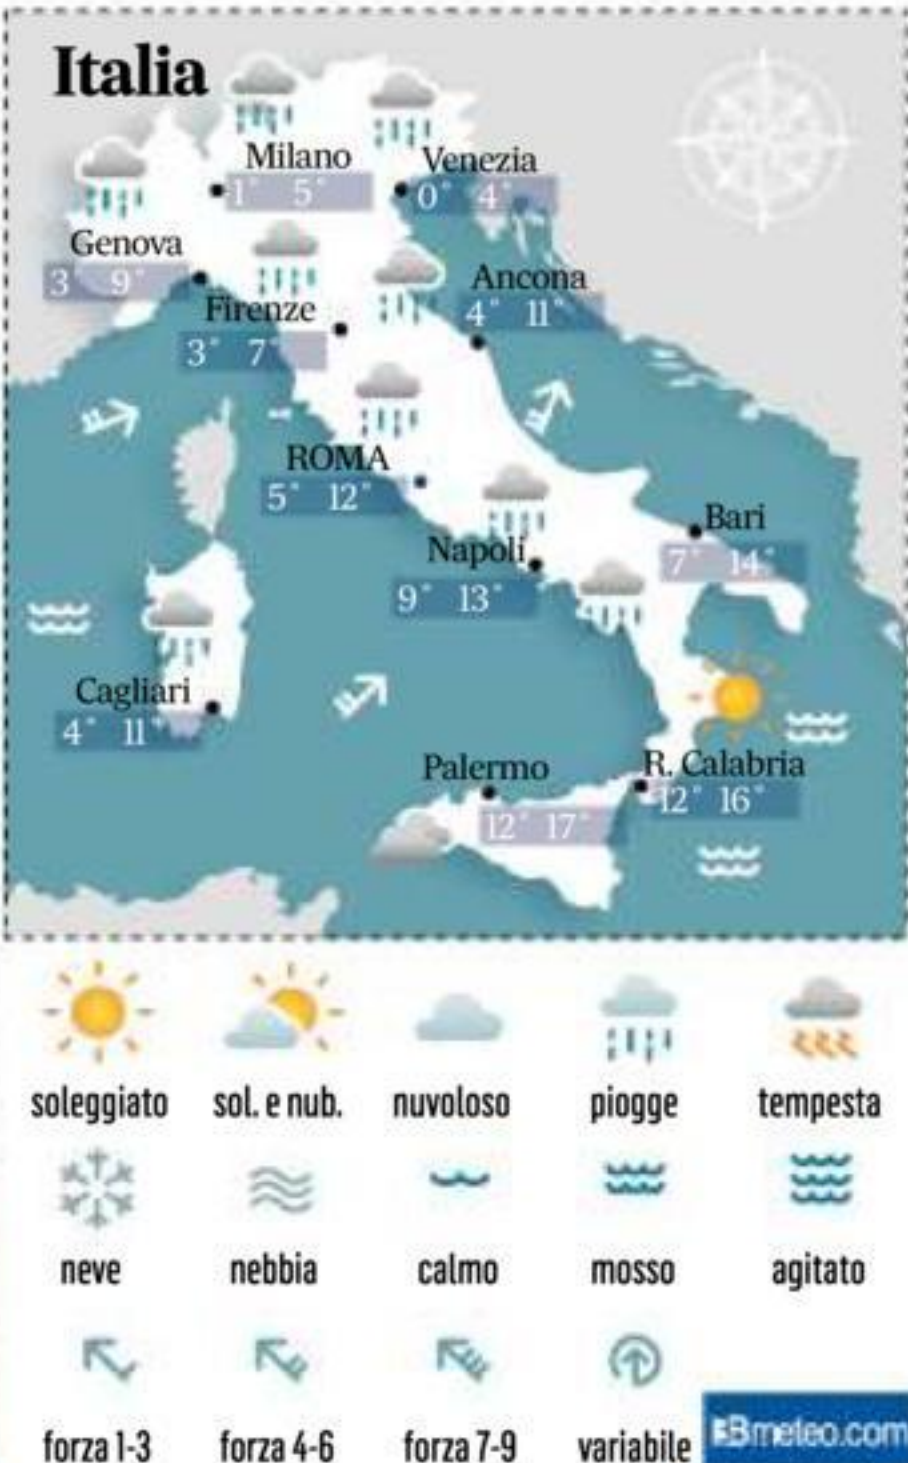 Italia
Milano
1° 5°
Venezia
0° 4°
Genova
3 9°
Firenze
3° 7°
Ancona
4° 11°
ROMA
5° 12°
Napoli
9° 13°
Bari
7° 14°
Cagliari
4° 11°
Palermo
12° 17°
R. Calabria
12° 16°
soleggiato sol. e nub. nuvoloso piogge tempesta
neve nebbia calmo mosso agitato
forza 1-3 forza 4-6 forza 7-9 variabile
3Bmeteo.com